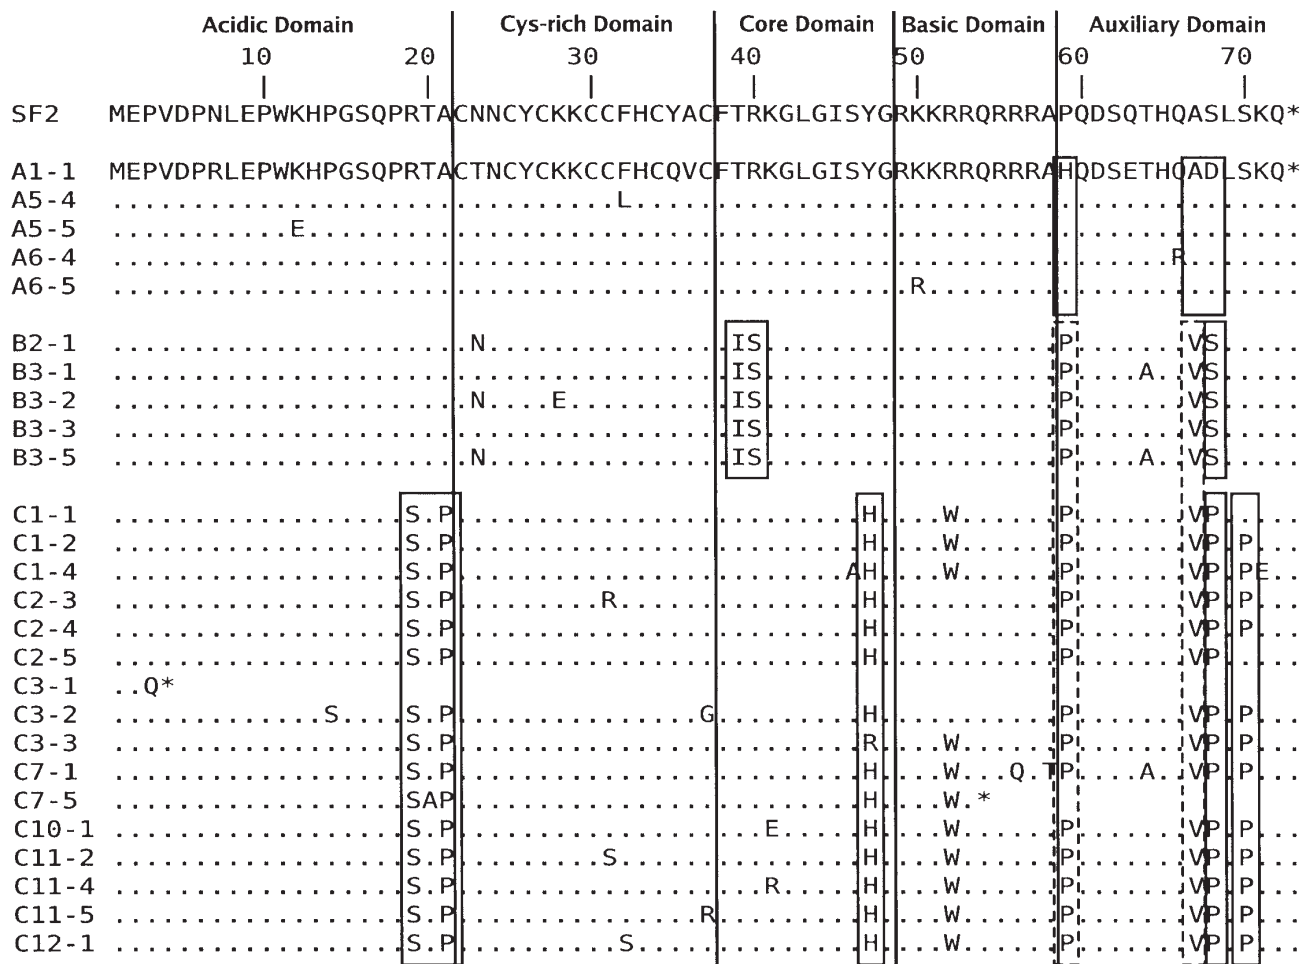 Acidic Domain Cys-rich Domain Core Domain Basic Domain Auxiliary Domain
10 20 30 40 50 60 70
SF2 MEPVDPNLEPWKHPGSQPRTACNNCYCKKCCFHCYACFTRKGLGISYGRKKRRQRRRAPQDSQTHQASLSKQ*
A1-1 MEPVDPRLEPWKHPGSQPRTACTNCYCKKCCFHCQVCFTRKGLGISYGRKKRRQRRRAHQDSETHQADLSKQ*
A5-4 ...............................L.........................................
A5-5 ...........E.............................................................
A6-4 .................................................................R.......
A6-5 .................................................R.......................
B2-1 ......................N...............IS..................P.......VS.....
B3-1 ......................................IS..................P....A..VS.....
B3-2 ......................N....E..........IS..................P.......VS.....
B3-3 ......................................IS..................P.......VS.....
B3-5 ......................N...............IS..................P....A..VS.....
C1-1 ..................S.P.........................H....W......P.......VP.....
C1-2 ..................S.P.........................H....W......P.......VP.P...
C1-4 ..................S.P........................AH....W......P.......VP.PE..
C2-3 ..................S.P.........R...............H...........P.......VP.P...
C2-4 ..................S.P.........................H...........P.......VP.P...
C2-5 ..................S.P.........................H...........P.......VP.....
C3-1 ..Q*
C3-2 .............S....S.P...............G.........H...........P.......VP.P...
C3-3 ..................S.P.........................R....W......P.......VP.P...
C7-1 ..................S.P.........................H....W...Q.TP....A..VP.P...
C7-5 ..................SAP.........................H....W.*
C10-1 ..................S.P...................E.....H....W......P.......VP.P...
C11-2 ..................S.P.........S...............H....W......P.......VP.P...
C11-4 ..................S.P...................R.....H....W......P.......VP.P...
C11-5 ..................S.P...............R.........H....W......P.......VP.P...
C12-1 ..................S.P..........S..............H....W......P.......VP.P...